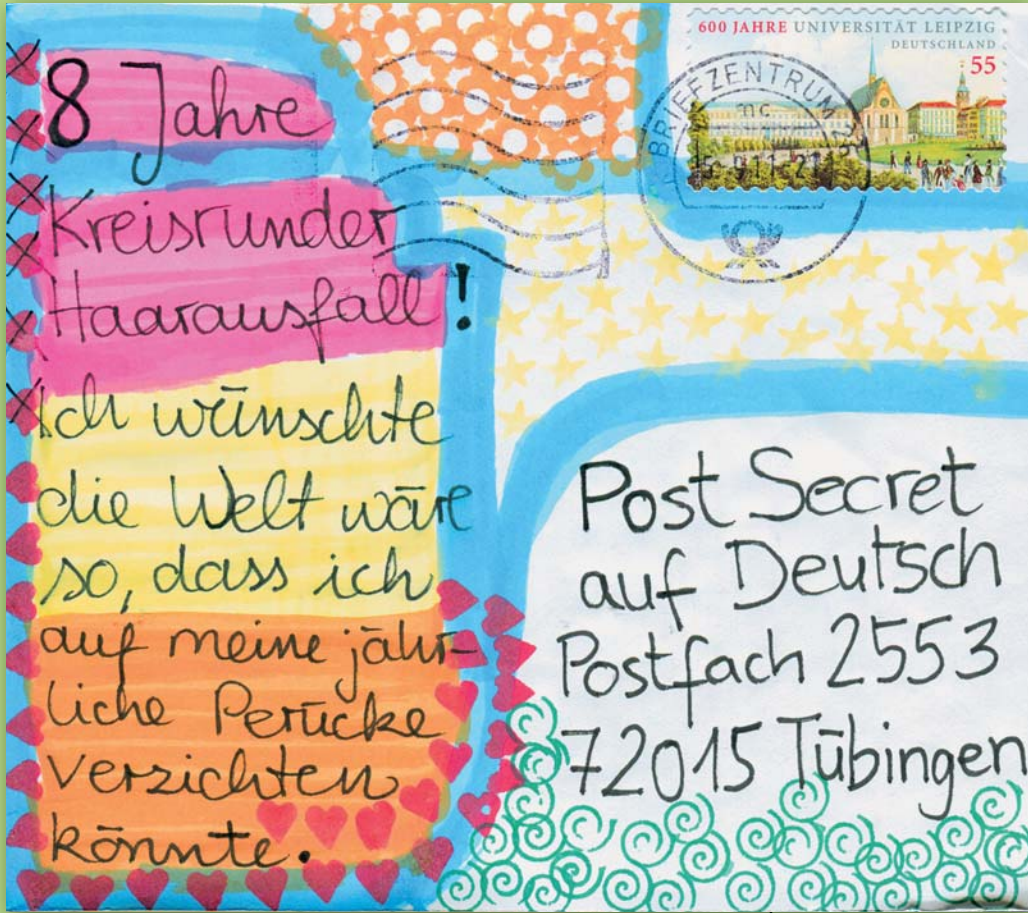 8 Jahre
Kreisrunder
Haarausfall!
Ich wünschte
die Welt wäre
so, dass ich
auf meine jähr-
liche Perücke
verzichten
könnte.
600 JAHRE UNIVERSITÄT LEIPZIG
DEUTSCHLAND
55
BRIEFZENTRUM
mc
Post Secret
auf Deutsch
Postfach 2553
72015 Tübingen